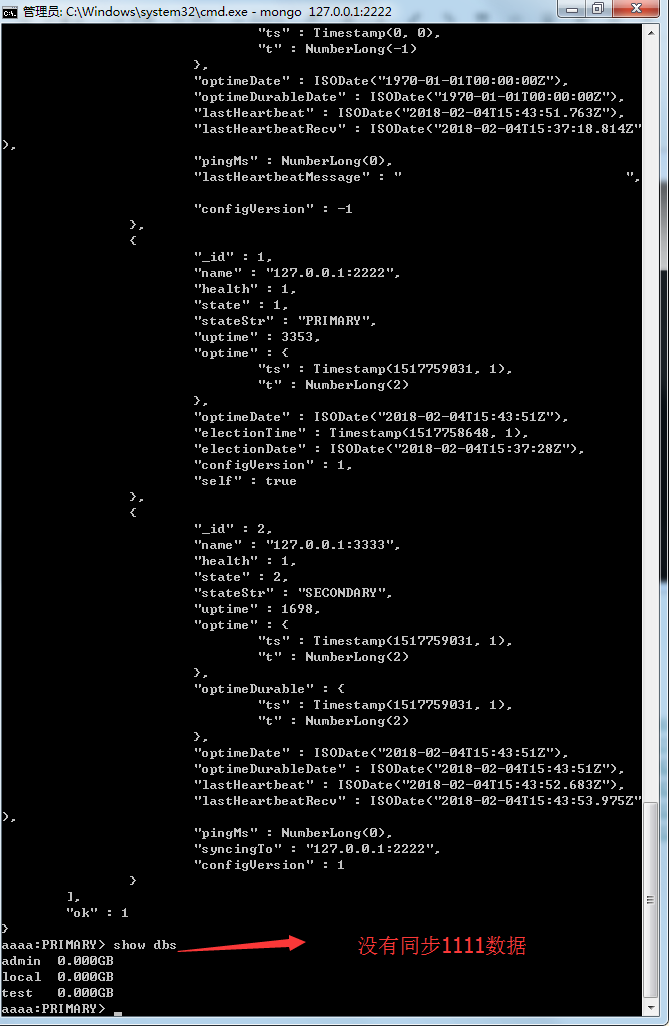 管理员: C:\Windows\system32\cmd.exe - mongo  127.0.0.1:2222
"ts" : Timestamp(0, 0),
"t" : NumberLong(-1)
},
"optimeDate" : ISODate("1970-01-01T00:00:00Z"),
"optimeDurableDate" : ISODate("1970-01-01T00:00:00Z"),
"lastHeartbeat" : ISODate("2018-02-04T15:43:51.763Z"),
"lastHeartbeatRecv" : ISODate("2018-02-04T15:37:18.814Z"
),
"pingMs" : NumberLong(0),
"lastHeartbeatMessage" : "                            ",
"configVersion" : -1
},
{
"_id" : 1,
"name" : "127.0.0.1:2222",
"health" : 1,
"state" : 1,
"stateStr" : "PRIMARY",
"uptime" : 3353,
"optime" : {
"ts" : Timestamp(1517759031, 1),
"t" : NumberLong(2)
},
"optimeDate" : ISODate("2018-02-04T15:43:51Z"),
"electionTime" : Timestamp(1517758648, 1),
"electionDate" : ISODate("2018-02-04T15:37:28Z"),
"configVersion" : 1,
"self" : true
},
{
"_id" : 2,
"name" : "127.0.0.1:3333",
"health" : 1,
"state" : 2,
"stateStr" : "SECONDARY",
"uptime" : 1698,
"optime" : {
"ts" : Timestamp(1517759031, 1),
"t" : NumberLong(2)
},
"optimeDurable" : {
"ts" : Timestamp(1517759031, 1),
"t" : NumberLong(2)
},
"optimeDate" : ISODate("2018-02-04T15:43:51Z"),
"optimeDurableDate" : ISODate("2018-02-04T15:43:51Z"),
"lastHeartbeat" : ISODate("2018-02-04T15:43:52.683Z"),
"lastHeartbeatRecv" : ISODate("2018-02-04T15:43:53.975Z"
),
"pingMs" : NumberLong(0),
"syncingTo" : "127.0.0.1:2222",
"configVersion" : 1
}
],
"ok" : 1
}
aaaa:PRIMARY> show dbs 没有同步1111数据
admin  0.000GB
local  0.000GB
test   0.000GB
aaaa:PRIMARY>